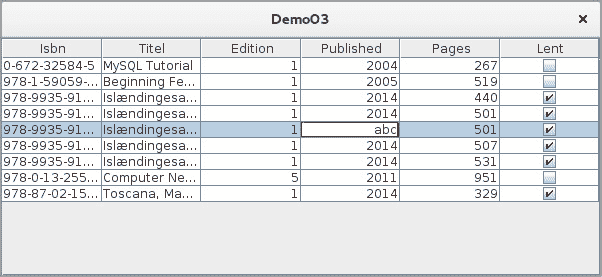 Demo03
Isbn Titel Edition Published Pages Lent
0-672-32584-5 MySQL Tutorial 1 2004 267
978-1-59059-... Beginning Fe... 1 2005 519
978-9935-91... Islændingesa... 1 2014 440
978-9935-91... Islændingesa... 1 2014 501
978-9935-91... Islændingesa... 1 abc 501
978-9935-91... Islændingesa... 1 2014 507
978-9935-91... Islændingesa... 1 2014 531
978-0-13-255... Computer Ne... 5 2011 951
978-87-02-15... Toscana, Ma... 1 2014 329